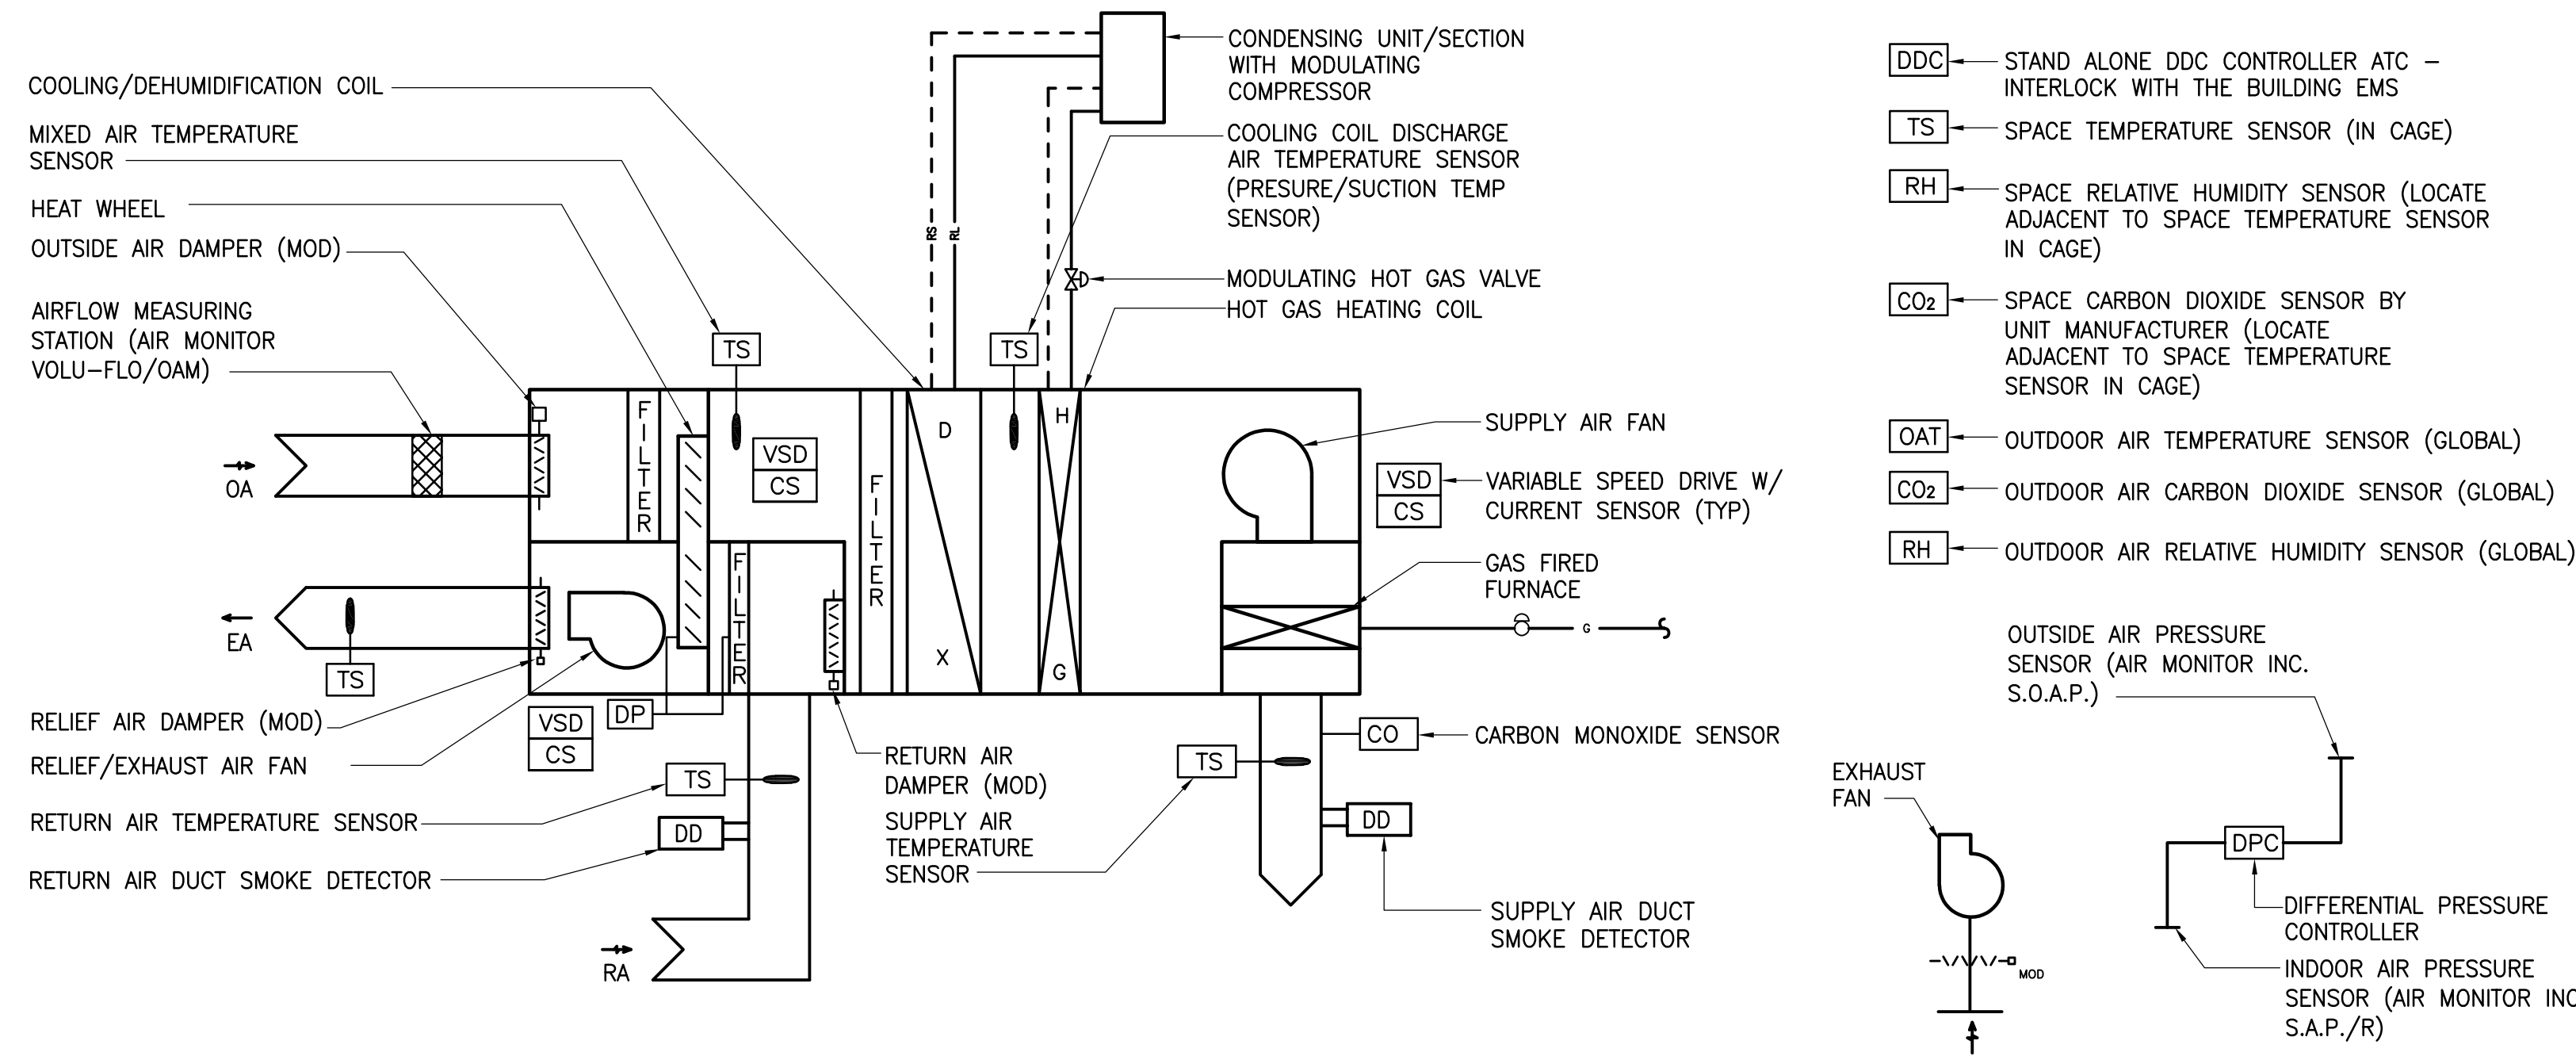 COOLING/DEHUMIDIFICATION COIL
MIXED AIR TEMPERATURE
SENSOR
HEAT WHEEL
OUTSIDE AIR DAMPER (MOD)
AIRFLOW MEASURING
STATION (AIR MONITOR
VOLU-FLO/OAM)
OA
EA
TS
RELIEF AIR DAMPER (MOD)
RELIEF/EXHAUST AIR FAN
RETURN AIR TEMPERATURE SENSOR
RETURN AIR DUCT SMOKE DETECTOR
FILTER
TS
VSD
CS
FILTER
VSD
CS
DP
TS
DD
RA
FILTER
D
X
RS
RL
TS
H
G
CONDENSING UNIT/SECTION
WITH MODULATING
COMPRESSOR
COOLING COIL DISCHARGE
AIR TEMPERATURE SENSOR
(PRESURE/SUCTION TEMP
SENSOR)
MODULATING HOT GAS VALVE
HOT GAS HEATING COIL
SUPPLY AIR FAN
VSD
CS
VARIABLE SPEED DRIVE W/
CURRENT SENSOR (TYP)
GAS FIRED
FURNACE
G
RETURN AIR
DAMPER (MOD)
SUPPLY AIR
TEMPERATURE
SENSOR
TS
CO
CARBON MONOXIDE SENSOR
DD
SUPPLY AIR DUCT
SMOKE DETECTOR
DDC
STAND ALONE DDC CONTROLLER ATC -
INTERLOCK WITH THE BUILDING EMS
TS
SPACE TEMPERATURE SENSOR (IN CAGE)
RH
SPACE RELATIVE HUMIDITY SENSOR (LOCATE
ADJACENT TO SPACE TEMPERATURE SENSOR
IN CAGE)
CO2
SPACE CARBON DIOXIDE SENSOR BY
UNIT MANUFACTURER (LOCATE
ADJACENT TO SPACE TEMPERATURE
SENSOR IN CAGE)
OAT
OUTDOOR AIR TEMPERATURE SENSOR (GLOBAL)
CO2
OUTDOOR AIR CARBON DIOXIDE SENSOR (GLOBAL)
RH
OUTDOOR AIR RELATIVE HUMIDITY SENSOR (GLOBAL)
OUTSIDE AIR PRESSURE
SENSOR (AIR MONITOR INC.
S.O.A.P.)
EXHAUST
FAN
MOD
DPC
DIFFERENTIAL PRESSURE
CONTROLLER
INDOOR AIR PRESSURE
SENSOR (AIR MONITOR INC
S.A.P./R)